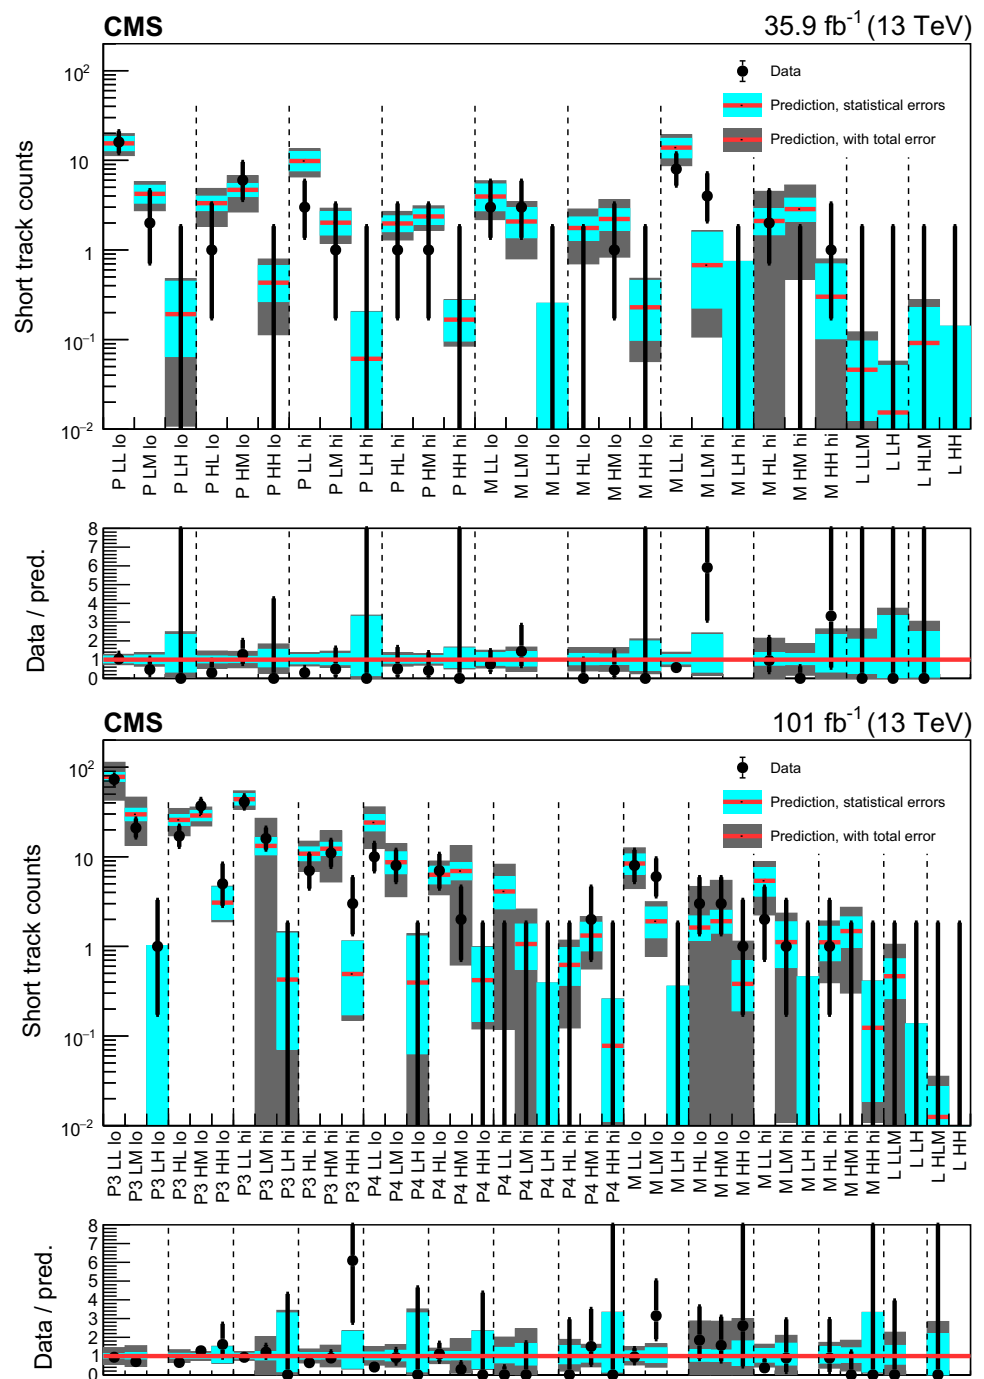 CMS 35.9 fb⁻¹ (13 TeV)
Short track counts
10²
10
1
10⁻¹
10⁻²
Data
Prediction, statistical errors
Prediction, with total error
P LL lo
P LM lo
P LH lo
P HL lo
P HM lo
P HH lo
P LL hi
P LM hi
P LH hi
P HL hi
P HM hi
P HH hi
M LL lo
M LM lo
M LH lo
M HL lo
M HM lo
M HH lo
M LL hi
M LM hi
M LH hi
M HL hi
M HM hi
M HH hi
L LLM
L LH
L HLM
L HH
Data / pred.
8
7
6
5
4
3
2
1
0
CMS 101 fb⁻¹ (13 TeV)
Short track counts
10²
10
1
10⁻¹
10⁻²
Data
Prediction, statistical errors
Prediction, with total error
P3 LL lo
P3 LM lo
P3 LH lo
P3 HL lo
P3 HM lo
P3 HH lo
P3 LL hi
P3 LM hi
P3 LH hi
P3 HL hi
P3 HM hi
P3 HH hi
P4 LL lo
P4 LM lo
P4 LH lo
P4 HL lo
P4 HM lo
P4 HH lo
P4 LL hi
P4 LM hi
P4 LH hi
P4 HL hi
P4 HM hi
P4 HH hi
M LL lo
M LM lo
M LH lo
M HL lo
M HM lo
M HH lo
M LL hi
M LM hi
M LH hi
M HL hi
M HM hi
M HH hi
L LLM
L LH
L HLM
L HH
Data / pred.
8
7
6
5
4
3
2
1
0